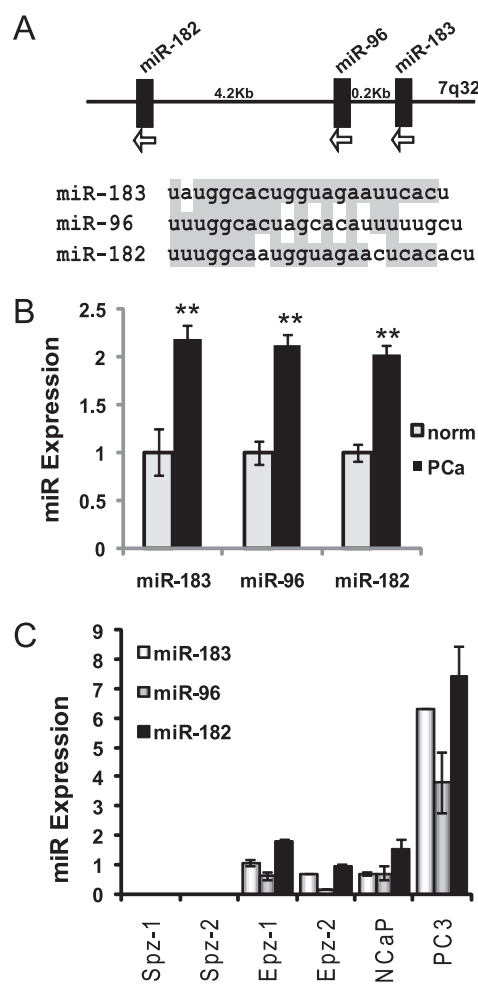 A
miR-182
miR-96
miR-183
4.2Kb
0.2Kb
7q32
miR-183 uauggcacugguagaauucacu
miR-96 uuuggcacuagcacauuuuugcu
miR-182 uuuggcaaugguagaacucacacu
B
miR Expression
2.5
2
1.5
1
0.5
0
**
**
**
norm
PCa
miR-183
miR-96
miR-182
C
miR Expression
9
8
7
6
5
4
3
2
1
0
miR-183
miR-96
miR-182
Spz-1
Spz-2
Epz-1
Epz-2
NCaP
PC3